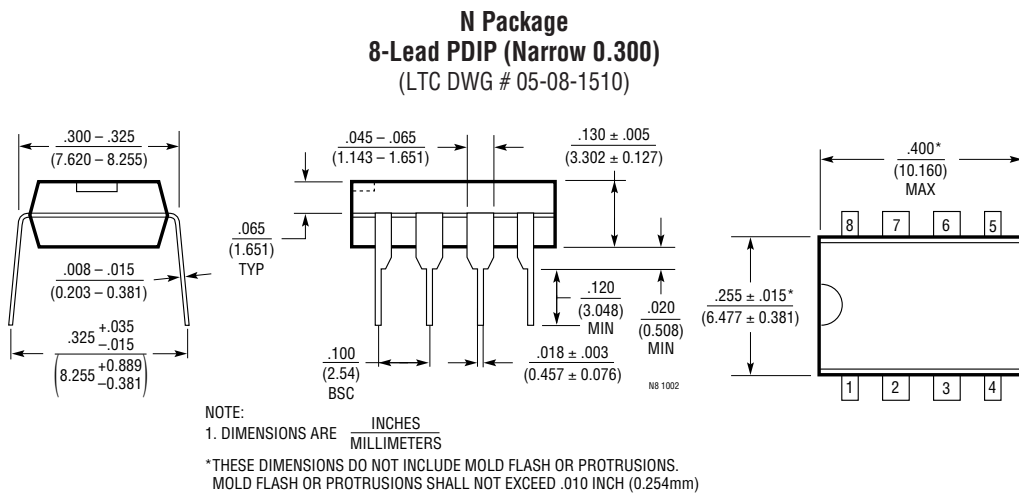 N Package
8-Lead PDIP (Narrow 0.300)
(LTC DWG # 05-08-1510)
.300 – .325
(7.620 – 8.255)
.065
(1.651)
TYP
.008 – .015
(0.203 – 0.381)
.325 +.035 –.015
(8.255 +0.889 –0.381)
.045 – .065
(1.143 – 1.651)
.130 ± .005
(3.302 ± 0.127)
.120
(3.048)
MIN
.020
(0.508)
MIN
.100
(2.54)
BSC
.018 ± .003
(0.457 ± 0.076)
N8 1002
.400*
(10.160)
MAX
8 7 6 5
.255 ± .015*
(6.477 ± 0.381)
1 2 3 4
NOTE:
1. DIMENSIONS ARE INCHES
MILLIMETERS
*THESE DIMENSIONS DO NOT INCLUDE MOLD FLASH OR PROTRUSIONS.
MOLD FLASH OR PROTRUSIONS SHALL NOT EXCEED .010 INCH (0.254mm)